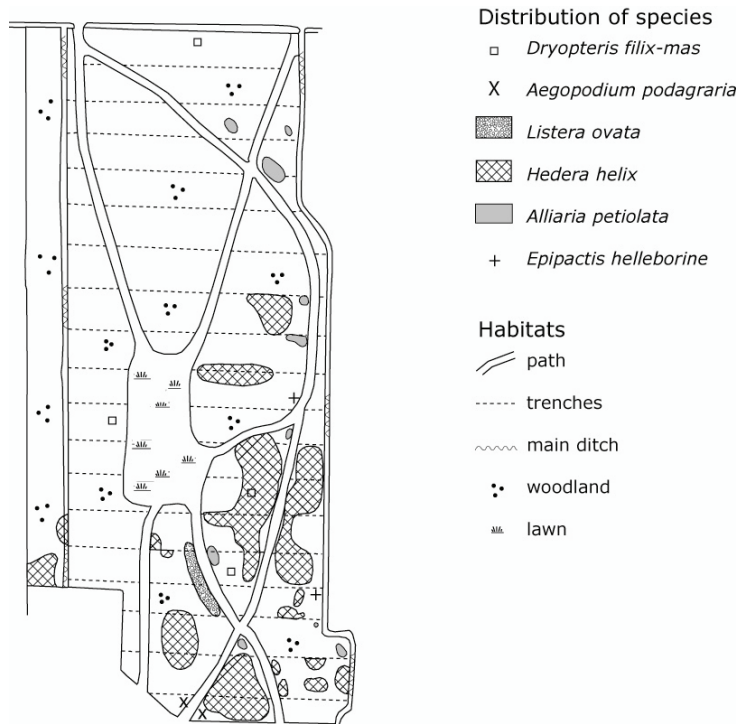 Distribution of species
Dryopteris filix-mas
X Aegopodium podagraria
Listera ovata
Hedera helix
Alliaria petiolata
+ Epipactis helleborine
Habitats
path
trenches
main ditch
woodland
lawn
+
+
X
X